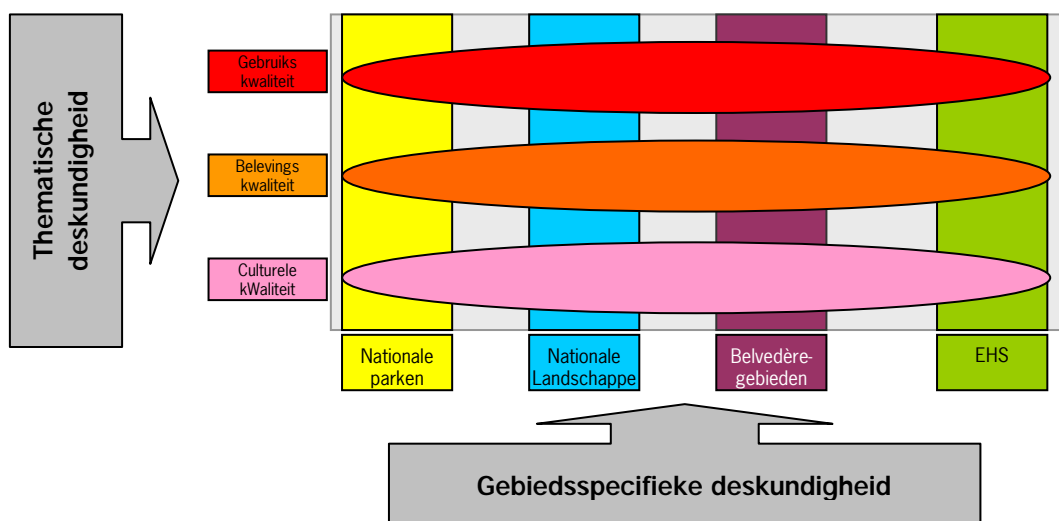 Thematische
deskundigheid
Gebruiks
kwaliteit
Belevings
kwaliteit
Culturele
kWaliteit
Nationale
parken
Nationale
Landschappe
Belvedère-
gebieden
EHS
Gebiedsspecifieke deskundigheid